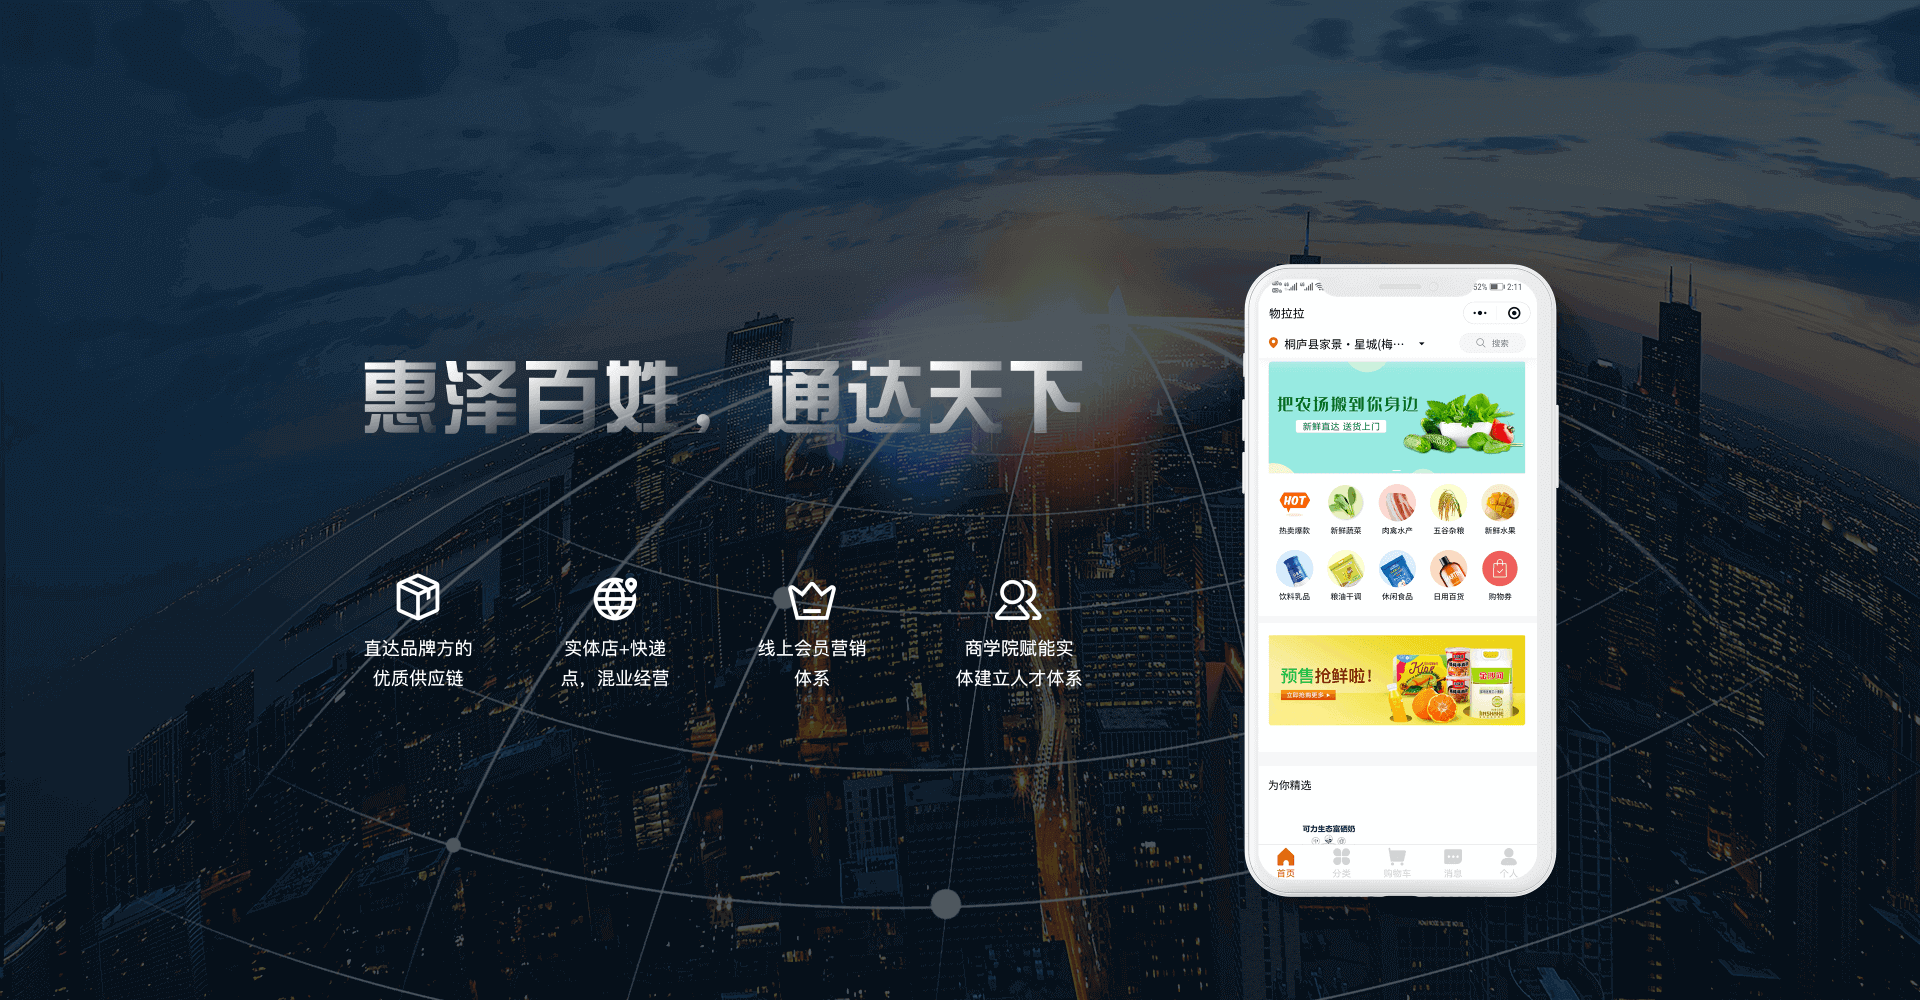 惠泽百姓，通达天下
直达品牌方的
优质供应链
实体店+快递
点，混业经营
线上会员营销
体系
商学院赋能实
体建立人才体系
52% 2:11
物拉拉
桐庐县家景・星城(梅…
搜索
把农场搬到你身边
新鲜直达 送货上门
HOT
热卖爆款 新鲜蔬菜 肉禽水产 五谷杂粮 新鲜水果
饮料乳品 粮油干调 休闲食品 日用百货 购物券
预售抢鲜啦!
立即抢购更多
King
金沙河
为你精选
可力生态富硒奶
首页 分类 购物车 消息 个人